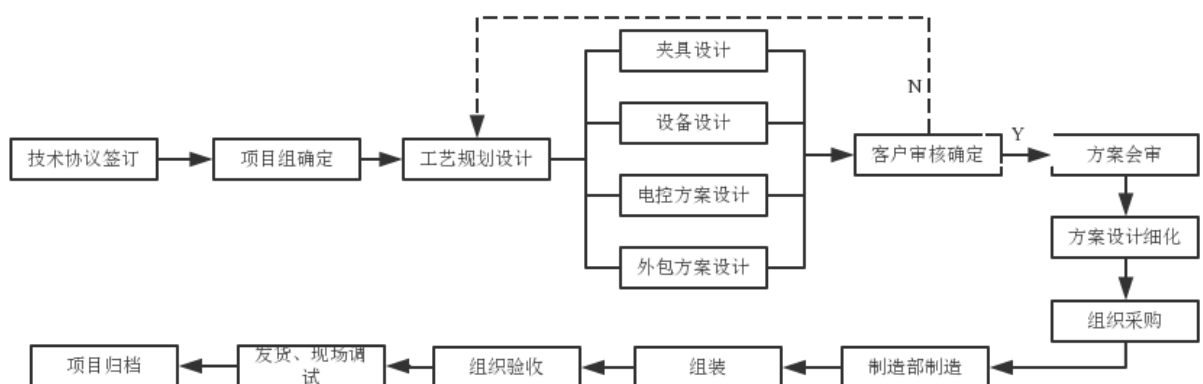 夹具设计
N
设备设计
Y
技术协议签订
项目组确定
工艺规划设计
客户审核确定
方案会审
电控方案设计
方案设计细化
外包方案设计
组织采购
项目归档
发货、现场调
试
组织验收
组装
制造部制造